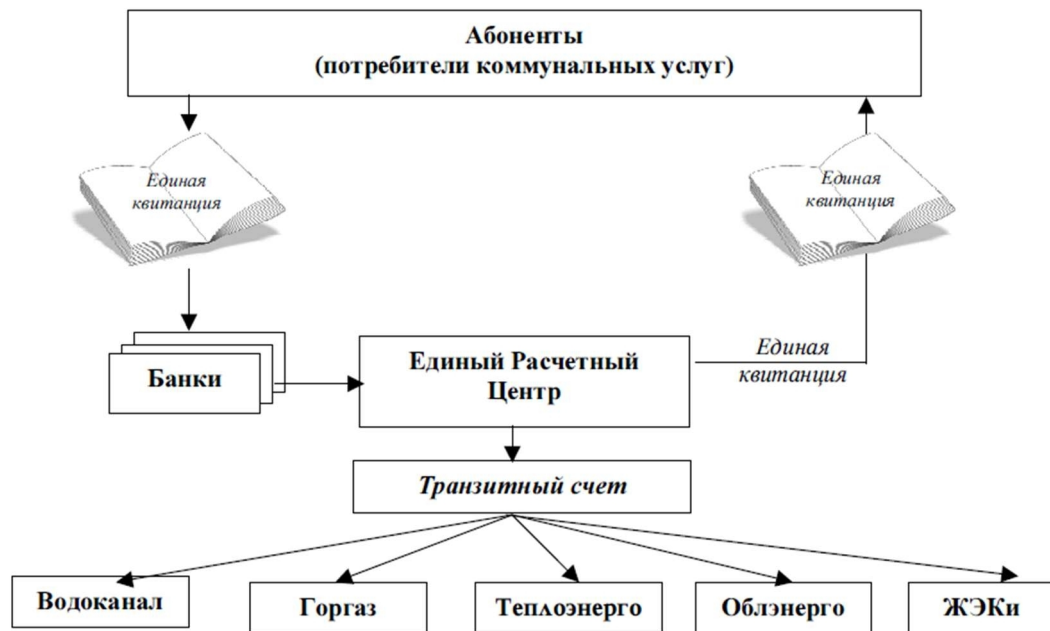 Абоненты
(потребители коммунальных услуг)
Единая
квитанция
Единая
квитанция
Банки
Единый Расчетный
Центр
Единая
квитанция
Транзитный счет
Водоканал
Горгаз
Теплоэнерго
Облэнерго
ЖЭКи